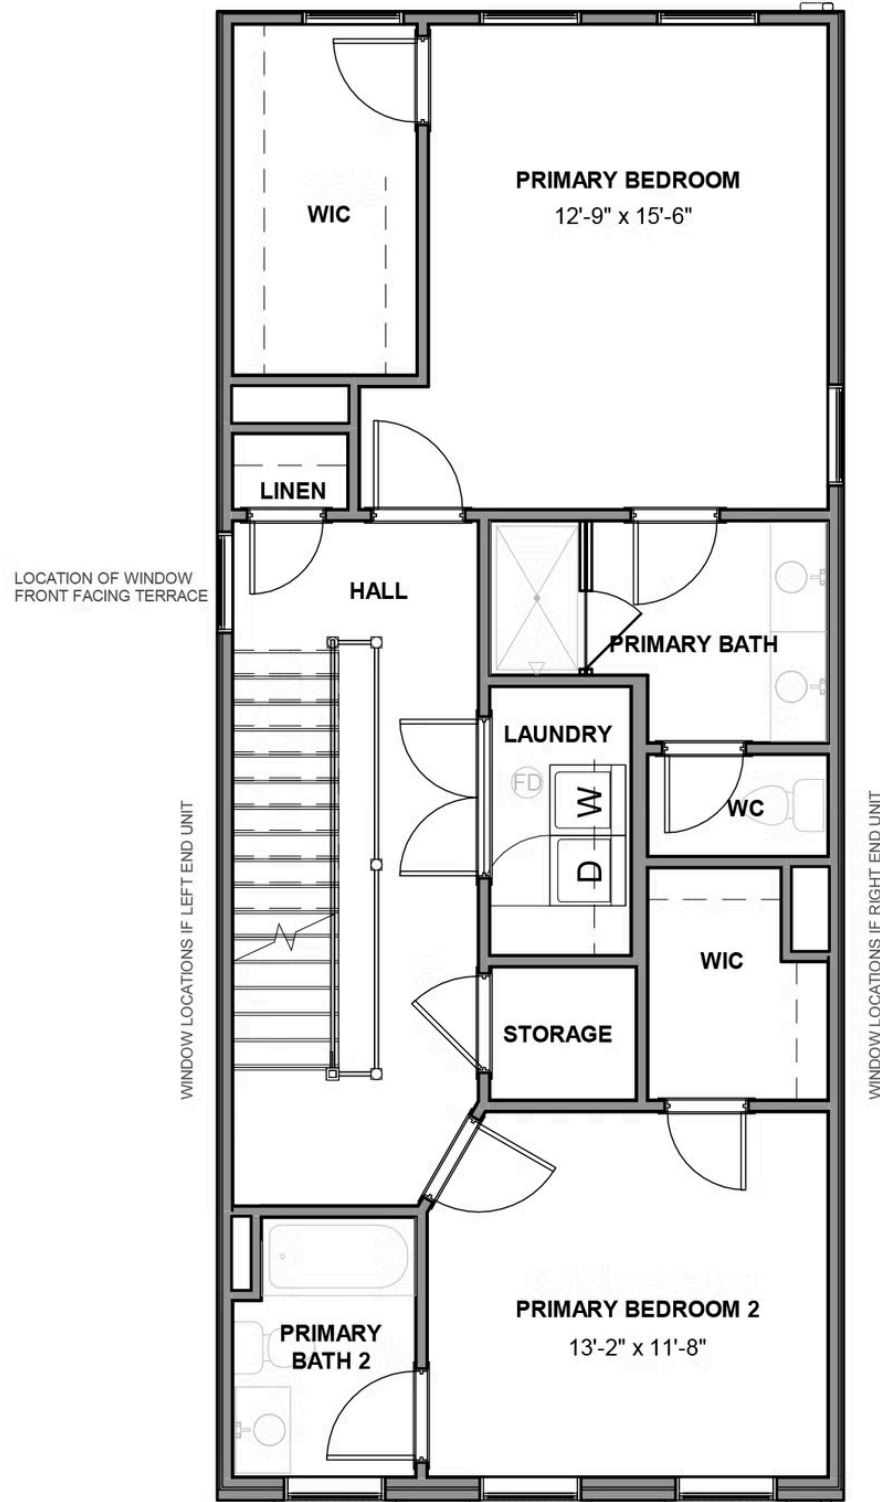 PRIMARY BEDROOM
12'-9" x 15'-6"
WIC
LINEN
LOCATION OF WINDOW
FRONT FACING TERRACE
HALL
PRIMARY BATH
LAUNDRY
FD
W
D
WC
WINDOW LOCATIONS IF LEFT END UNIT
WINDOW LOCATIONS IF RIGHT END UNIT
WIC
STORAGE
PRIMARY BEDROOM 2
13'-2" x 11'-8"
PRIMARY
BATH 2